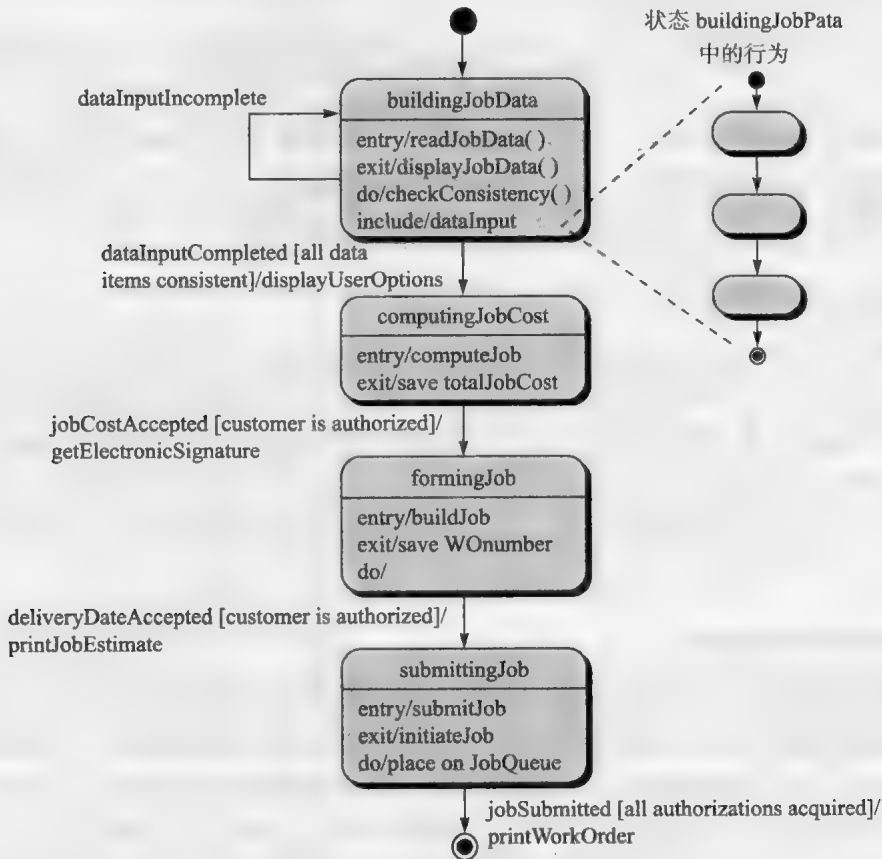 状态 buildingJobPata
中的行为
dataInputIncomplete
buildingJobData
entry/readJobData( )
exit/displayJobData( )
do/checkConsistency( )
include/dataInput
dataInputCompleted [all data
items consistent]/displayUserOptions
computingJobCost
entry/computeJob
exit/save totalJobCost
jobCostAccepted [customer is authorized]/
getElectronicSignature
formingJob
entry/buildJob
exit/save WOnumber
do/
deliveryDateAccepted [customer is authorized]/
printJobEstimate
submittingJob
entry/submitJob
exit/initiateJob
do/place on JobQueue
jobSubmitted [all authorizations acquired]/
printWorkOrder